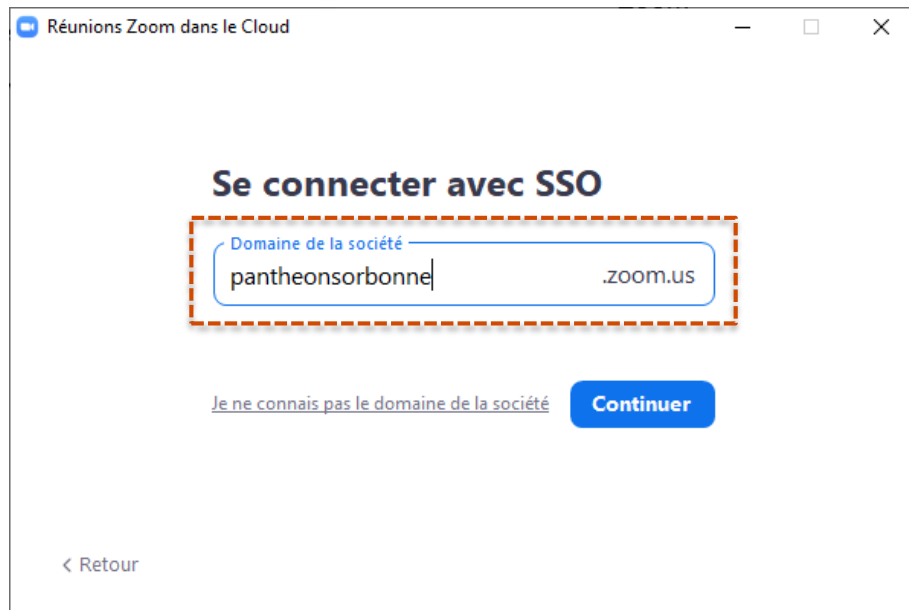 Réunions Zoom dans le Cloud
Se connecter avec SSO
Domaine de la société
pantheonsorbonne .zoom.us
Je ne connais pas le domaine de la société Continuer
< Retour